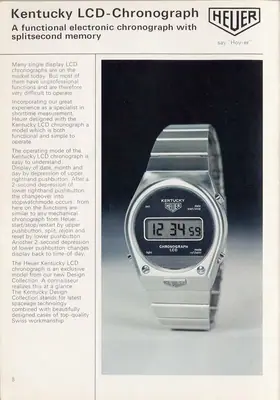 Kentucky LCD-Chronograph
A functional electronic chronograph with
splitsecond memory
HEUER
say "Hoy-er"
Many single display LCD
chronographs are on the
market today. But most of
them have unprofessional
functions and are therefore
very difficult to operate.
Incorporating our great
experience as a specialist in
shorttime measurement,
Heuer designed with the
Kentucky LCD chronograph a
model which is both
functional and simple to
operate.
The operating mode of the
Kentucky LCD chronograph is
easy to understand.
Display of date, month and
day by depression of upper
righthand pushbutton. After a
2-second depression of
lower righthand pushbutton
the changeover into
stopwatchmode occurs: from
here on the functions are
similar to any mechanical
chronograph from Heuer:
start/stop/restart by upper
pushbutton, split, zoom and
reset by lower pushbutton.
Another 2-second depression
of lower pushbutton changes
display back to time-of-day.
The Heuer Kentucky LCD
chronograph is an exclusive
model from our new Design
Collection. A connaisseur
realises this at a glance.
The Kentucky Design
Collection stands for latest
spaceage technology
combined with beautifully
designed cases of top-quality
Swiss workmanship.
KENTUCKY
HEUER
12 34 59
CHRONOGRAPH
LCD